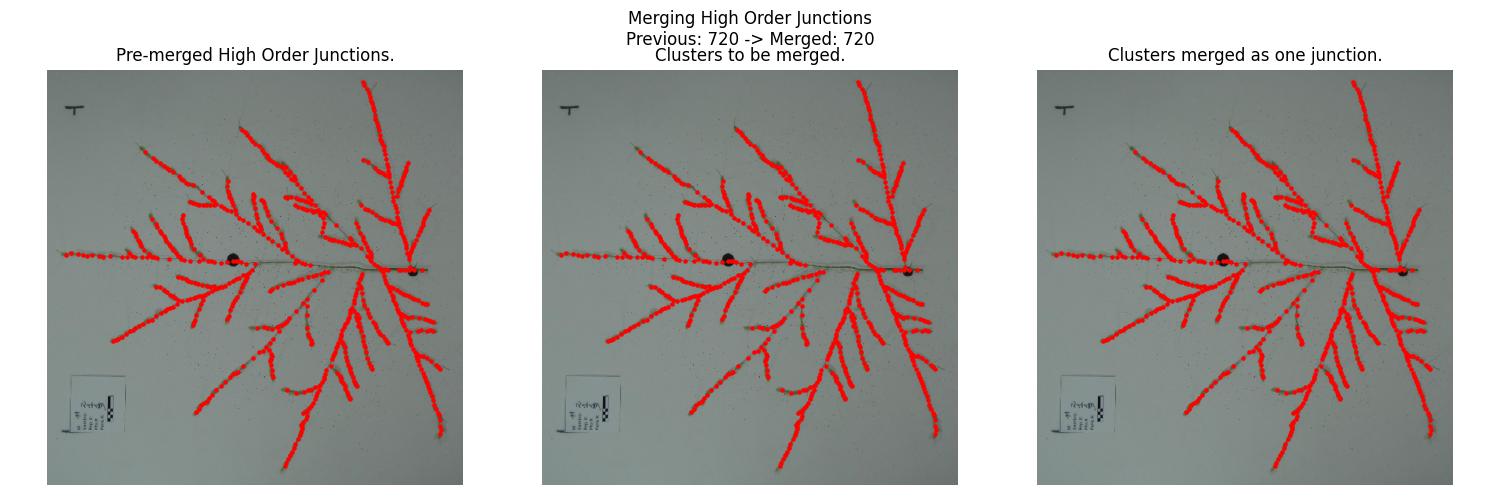 Merging High Order Junctions
Previous: 720 -> Merged: 720
Pre-merged High Order Junctions.
Clusters to be merged.
Clusters merged as one junction.